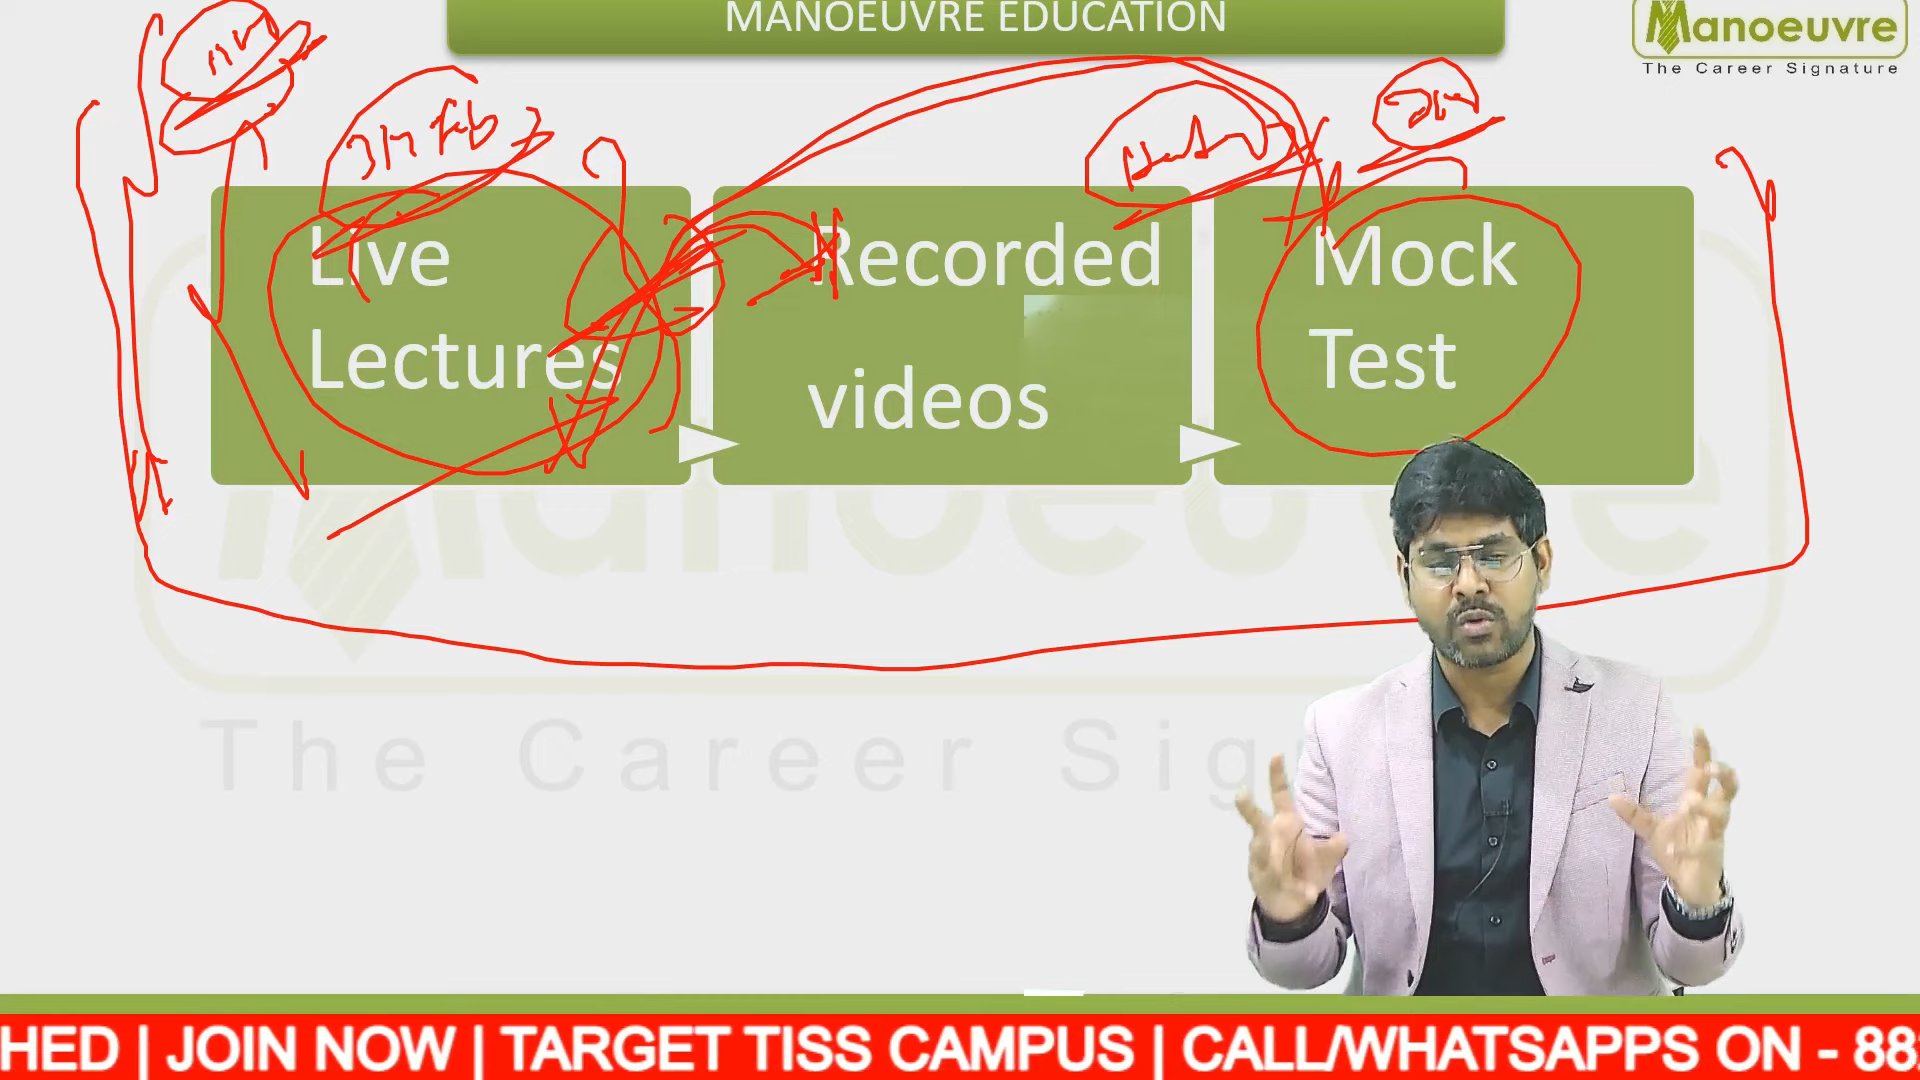 MANOEUVRE EDUCATION
Manoeuvre
The Career Signature
Live
Lectures
Recorded
videos
Mock
Test
Manoeuvre
The Career Sig
HED | JOIN NOW | TARGET TISS CAMPUS | CALL/WHATSAPPS ON - 88